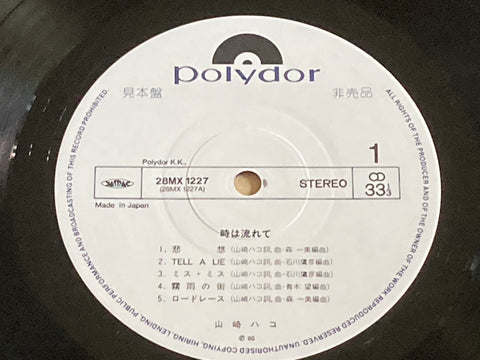 polydor
見本盤 非売品
Polydor K.K.,
1
28MX 1227
(28MX 1227A)
STEREO
33 1/3
Made in Japan
時は流れて
1. 悲想 (山崎ハコ詞, 曲・森一美編曲)
2. TELL A LIE (山崎ハコ詞, 曲・石川鷹彦編曲)
3. ミス・ミス (山崎ハコ詞, 曲・石川鷹彦編曲)
4. 霧雨の街 (山崎ハコ詞, 曲・青木望編曲)
5. ロードレース (山崎ハコ詞, 曲・森一美編曲)
山崎ハコ
℗ 85
ALL RIGHTS OF THE PRODUCER AND OF THE OWNER OF THE WORK REPRODUCED RESERVED. UNAUTHORISED COPYING, HIRING, LENDING, PUBLIC PERFORMANCE AND BROADCASTING OF THIS RECORD PROHIBITED.